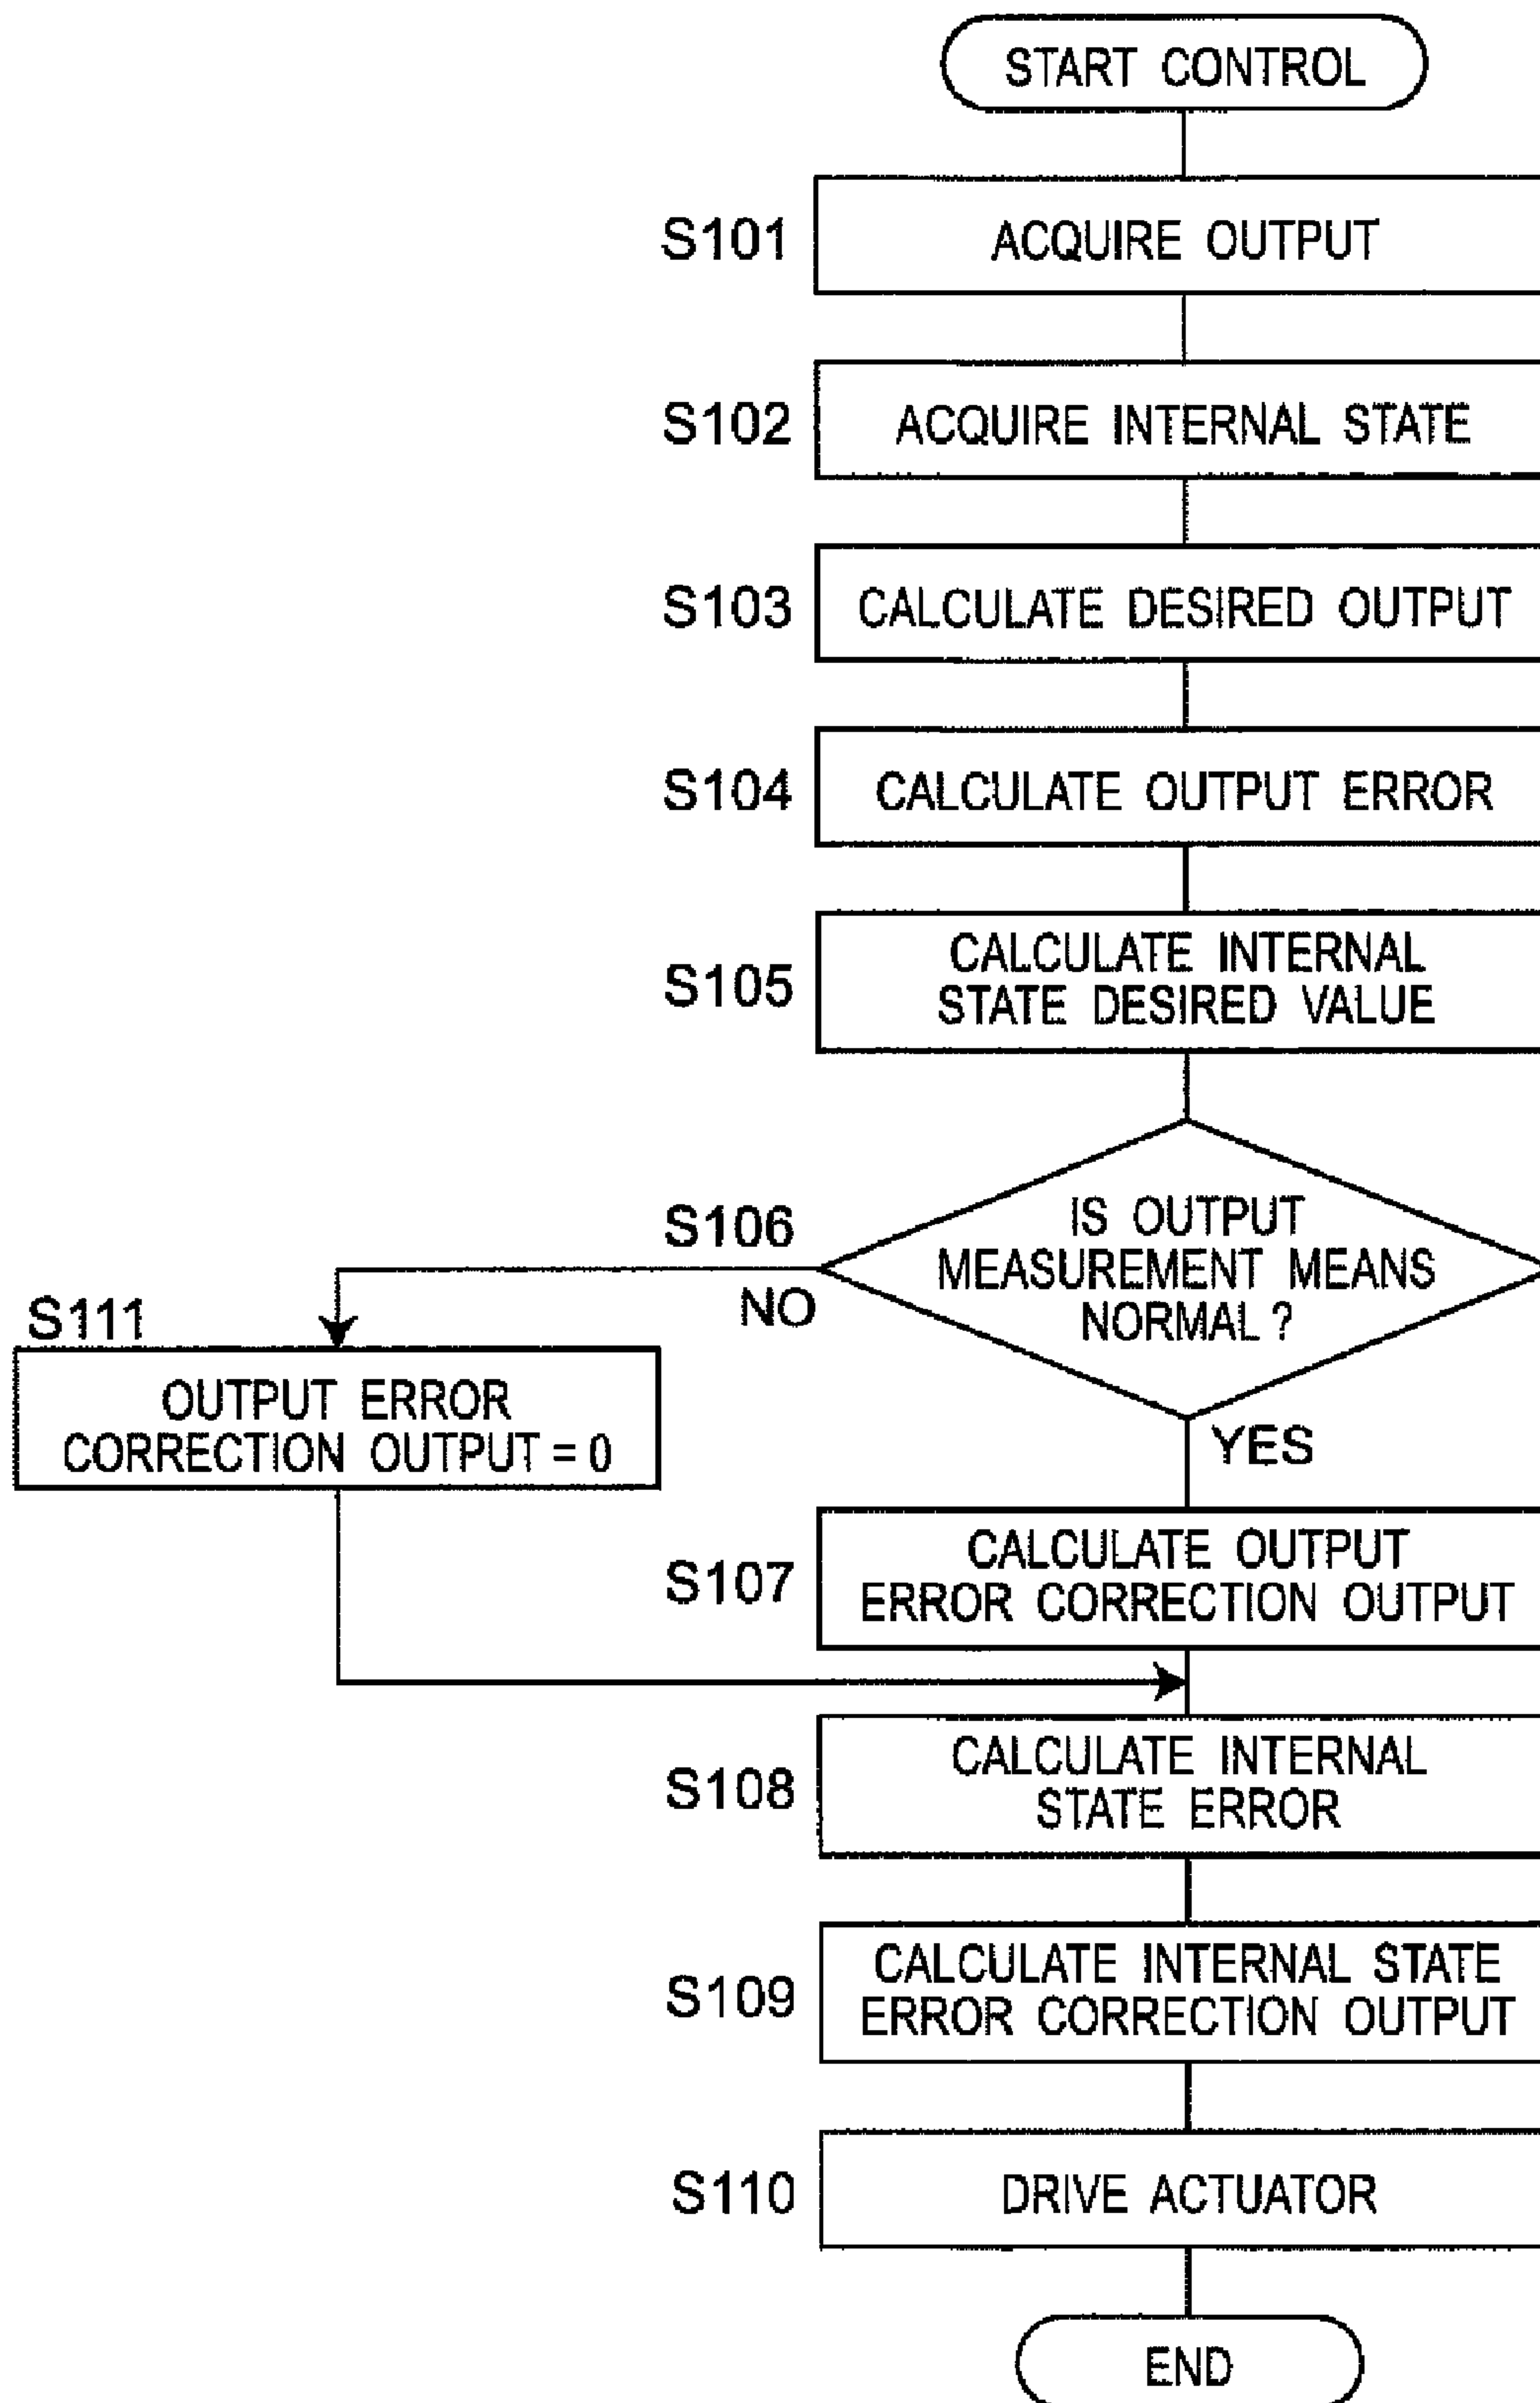 START CONTROL
S101
ACQUIRE OUTPUT
S102
ACQUIRE INTERNAL STATE
S103
CALCULATE DESIRED OUTPUT
S104
CALCULATE OUTPUT ERROR
S105
CALCULATE INTERNAL
STATE DESIRED VALUE
S106
IS OUTPUT
MEASUREMENT MEANS
NORMAL ?
NO
YES
S111
OUTPUT ERROR
CORRECTION OUTPUT = 0
S107
CALCULATE OUTPUT
ERROR CORRECTION OUTPUT
S108
CALCULATE INTERNAL
STATE ERROR
S109
CALCULATE INTERNAL STATE
ERROR CORRECTION OUTPUT
S110
DRIVE ACTUATOR
END